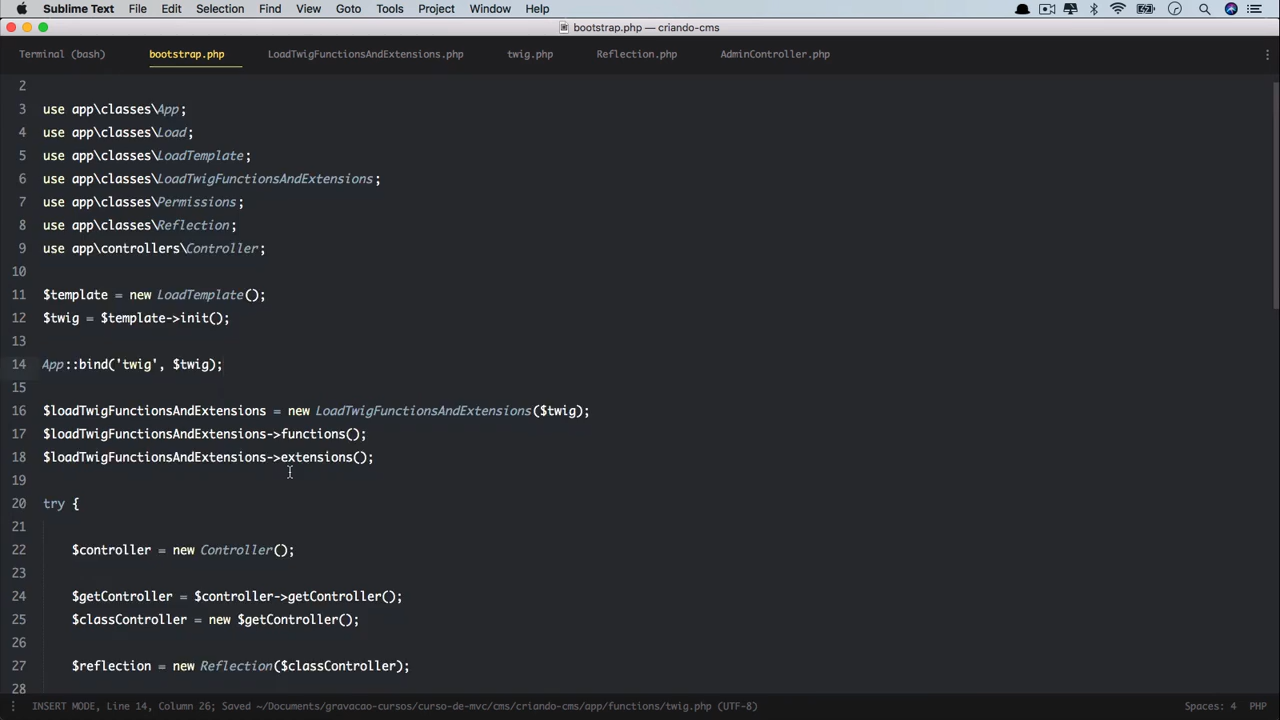 Sublime Text File Edit Selection Find View Goto Tools Project Window Help
bootstrap.php — criando-cms
Terminal (bash) bootstrap.php LoadTwigFunctionsAndExtensions.php twig.php Reflection.php AdminController.php
2
3 use app\classes\App;
4 use app\classes\Load;
5 use app\classes\LoadTemplate;
6 use app\classes\LoadTwigFunctionsAndExtensions;
7 use app\classes\Permissions;
8 use app\classes\Reflection;
9 use app\controllers\Controller;
10
11 $template = new LoadTemplate();
12 $twig = $template->init();
13
14 App::bind('twig', $twig);
15
16 $loadTwigFunctionsAndExtensions = new LoadTwigFunctionsAndExtensions($twig);
17 $loadTwigFunctionsAndExtensions->functions();
18 $loadTwigFunctionsAndExtensions->extensions();
19
20 try {
21
22 $controller = new Controller();
23
24 $getController = $controller->getController();
25 $classController = new $getController();
26
27 $reflection = new Reflection($classController);
28
INSERT MODE, Line 14, Column 26; Saved ~/Documents/gravacao-cursos/curso-de-mvc/cms/criando-cms/app/functions/twig.php (UTF-8) Spaces: 4 PHP